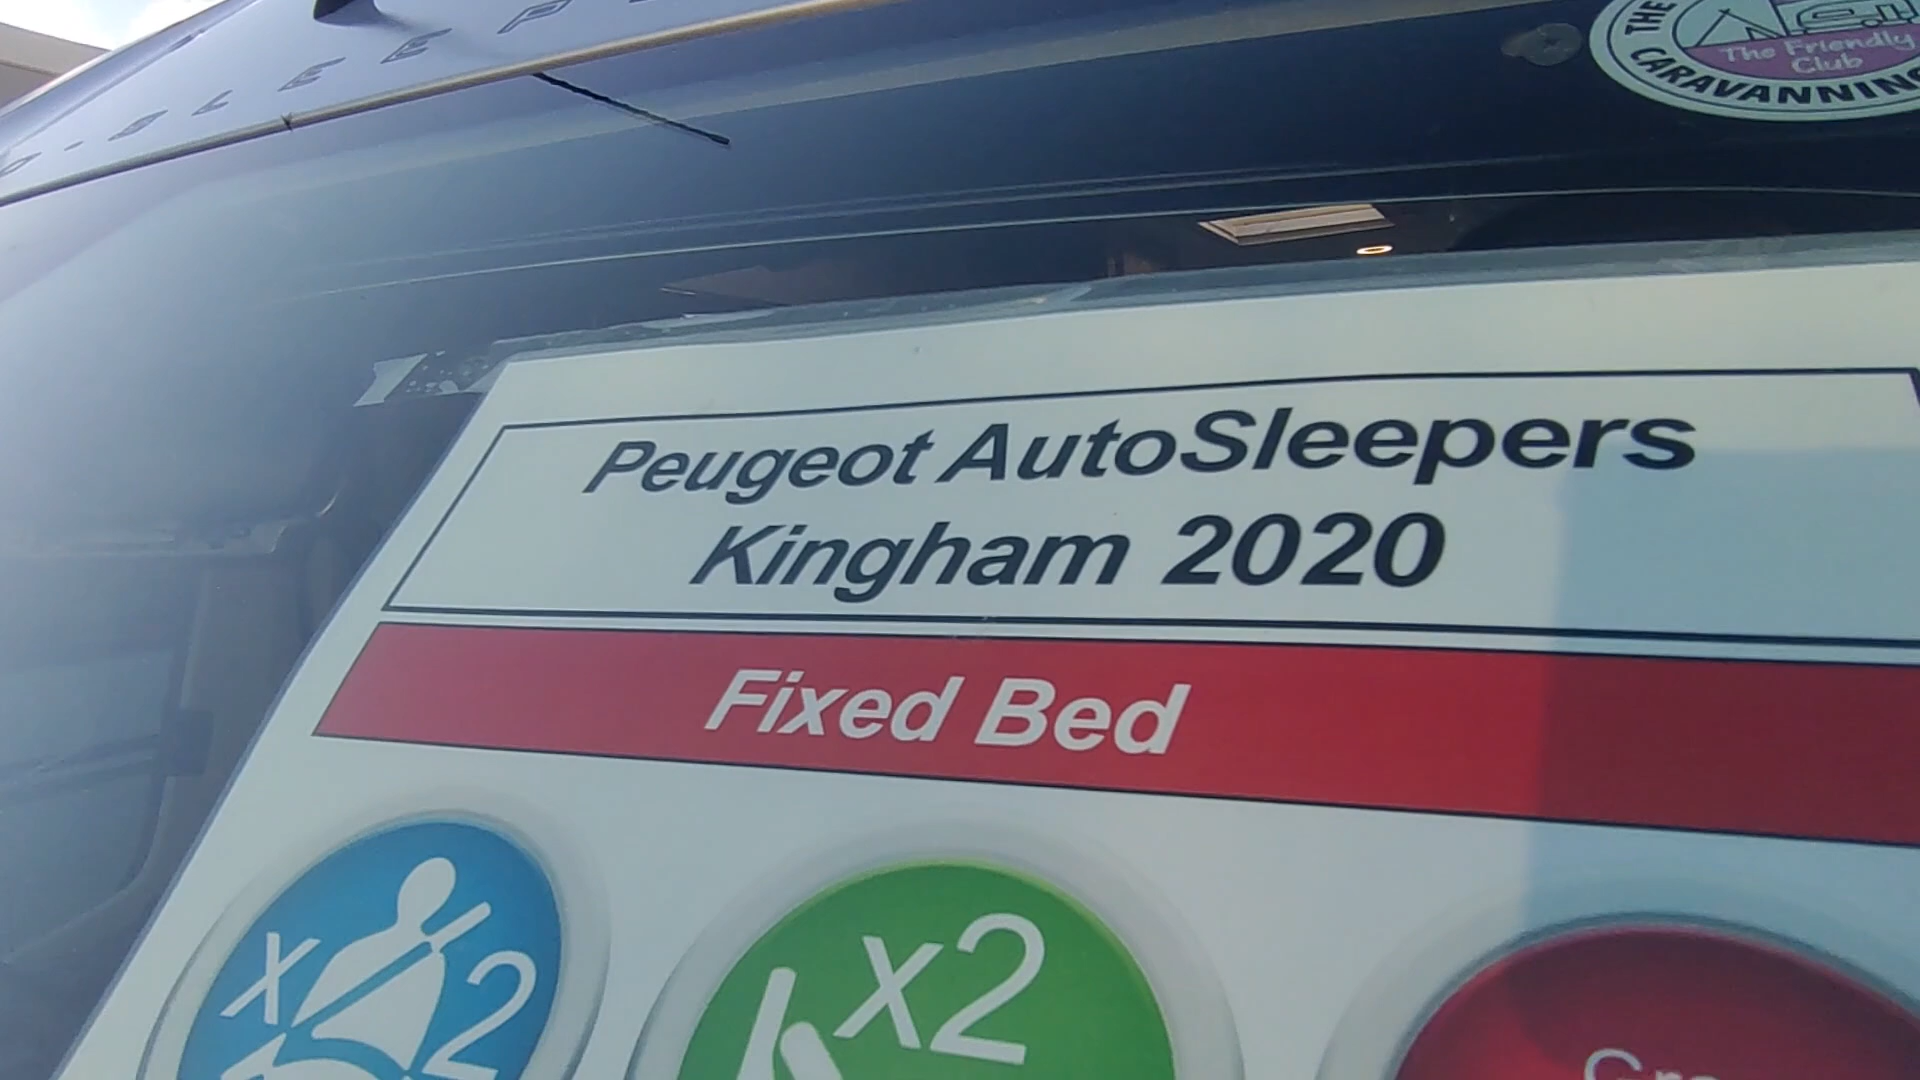 THE
CARAVANNING
The Friendly
Club
Peugeot AutoSleepers
Kingham 2020
Fixed Bed
x2
x2